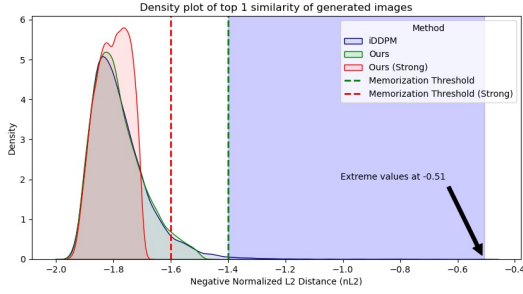 Density plot of top 1 similarity of generated images
6
5
4
3
2
1
0
Density
Method
iDDPM
Ours
Ours (Strong)
Memorization Threshold
Memorization Threshold (Strong)
Extreme values at -0.51
−2.0 −1.8 −1.6 −1.4 −1.2 −1.0 −0.8 −0.6 −0.4
Negative Normalized L2 Distance (nL2)